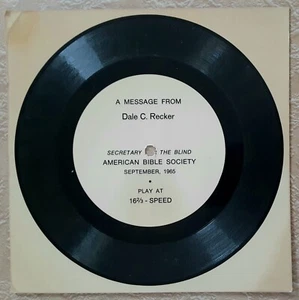 A MESSAGE FROM
Dale C. Recker
SECRETARY THE BLIND
AMERICAN BIBLE SOCIETY
SEPTEMBER, 1965
•
PLAY AT
16⅔ - SPEED